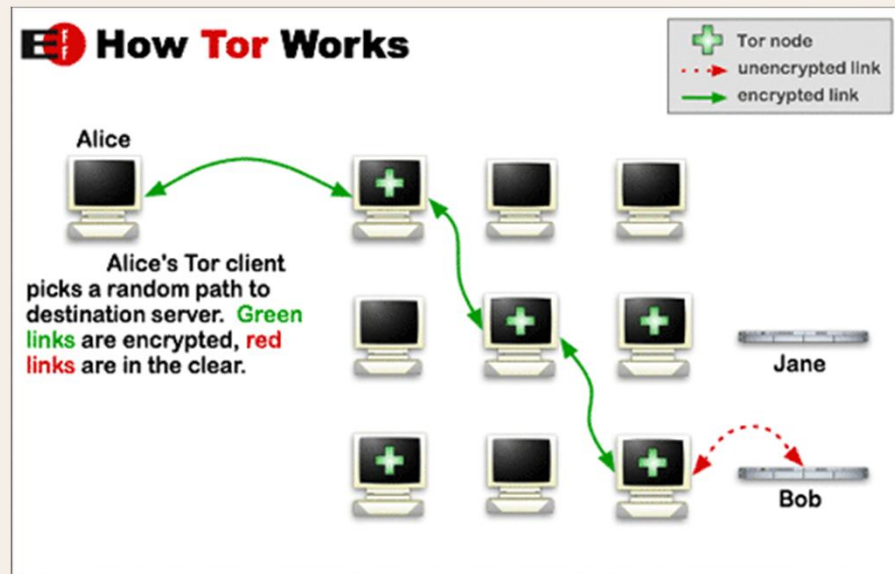 EFF How Tor Works
Tor node
unencrypted link
encrypted link
Alice
Alice's Tor client
picks a random path to
destination server. Green
links are encrypted, red
links are in the clear.
Jane
Bob